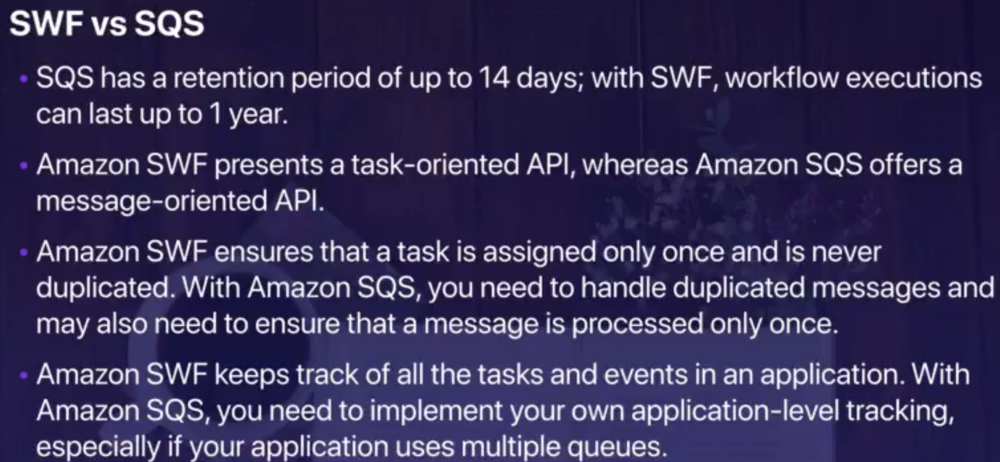 SWF vs SQS
• SQS has a retention period of up to 14 days; with SWF, workflow executions
can last up to 1 year.
• Amazon SWF presents a task-oriented API, whereas Amazon SQS offers a
message-oriented API.
• Amazon SWF ensures that a task is assigned only once and is never
duplicated. With Amazon SQS, you need to handle duplicated messages and
may also need to ensure that a message is processed only once.
• Amazon SWF keeps track of all the tasks and events in an application. With
Amazon SQS, you need to implement your own application-level tracking,
especially if your application uses multiple queues.